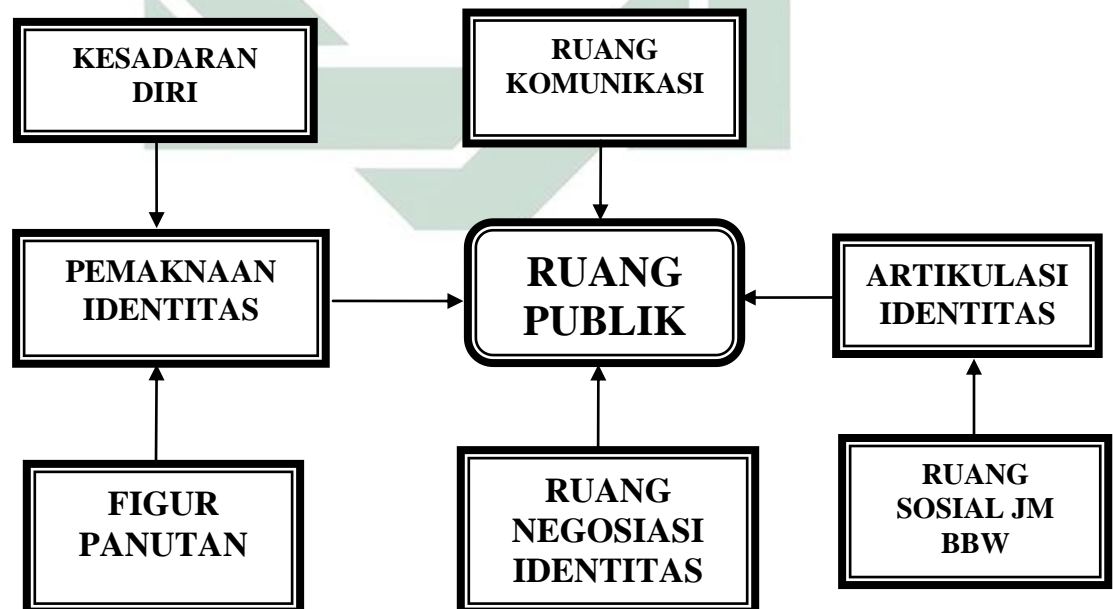 KESADARAN
DIRI
RUANG
KOMUNIKASI
PEMAKNAAN
IDENTITAS
RUANG
PUBLIK
ARTIKULASI
IDENTITAS
FIGUR
PANUTAN
RUANG
NEGOSIASI
IDENTITAS
RUANG
SOSIAL JM
BBW